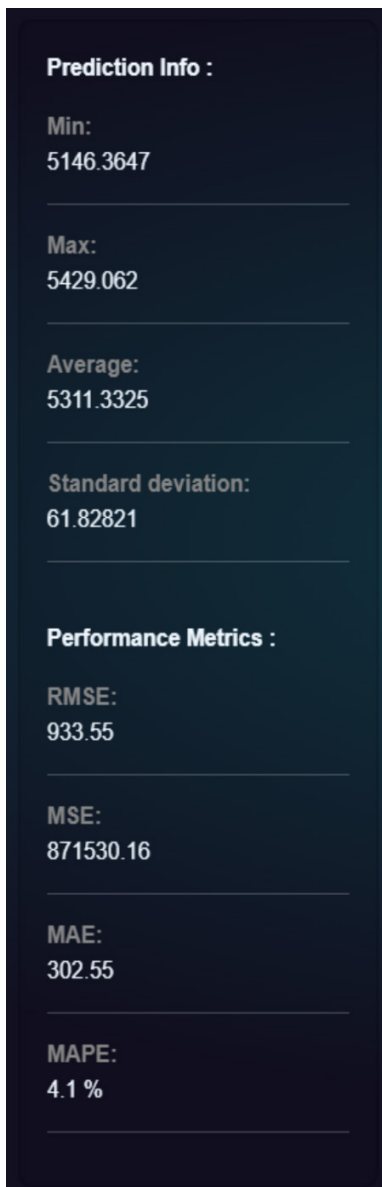 Prediction Info :
Min:
5146.3647
Max:
5429.062
Average:
5311.3325
Standard deviation:
61.82821
Performance Metrics :
RMSE:
933.55
MSE:
871530.16
MAE:
302.55
MAPE:
4.1 %